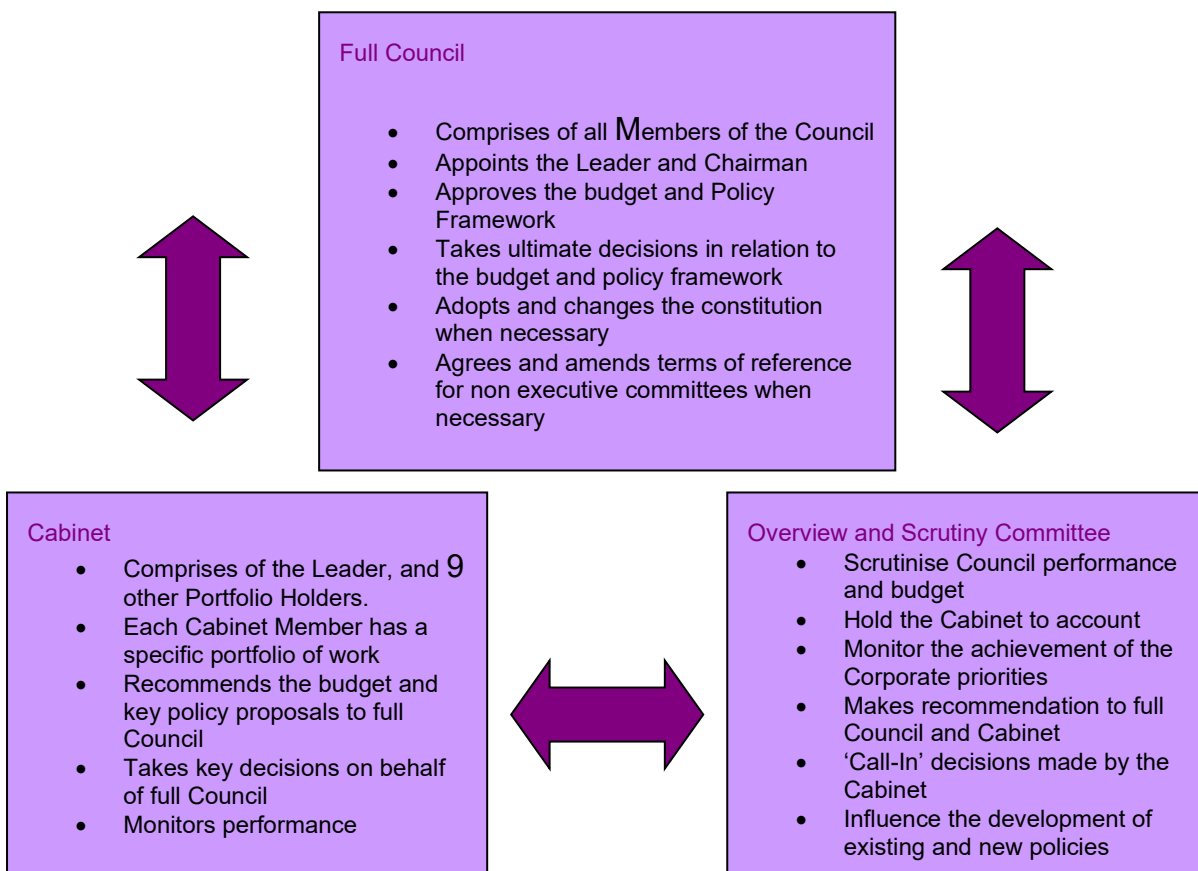 Full Council
• Comprises of all Members of the Council
• Appoints the Leader and Chairman
• Approves the budget and Policy
Framework
• Takes ultimate decisions in relation to
the budget and policy framework
• Adopts and changes the constitution
when necessary
• Agrees and amends terms of reference
for non executive committees when
necessary
Cabinet
• Comprises of the Leader, and 9
other Portfolio Holders.
• Each Cabinet Member has a
specific portfolio of work
• Recommends the budget and
key policy proposals to full
Council
• Takes key decisions on behalf
of full Council
• Monitors performance
Overview and Scrutiny Committee
• Scrutinise Council performance
and budget
• Hold the Cabinet to account
• Monitor the achievement of the
Corporate priorities
• Makes recommendation to full
Council and Cabinet
• ‘Call-In’ decisions made by the
Cabinet
• Influence the development of
existing and new policies